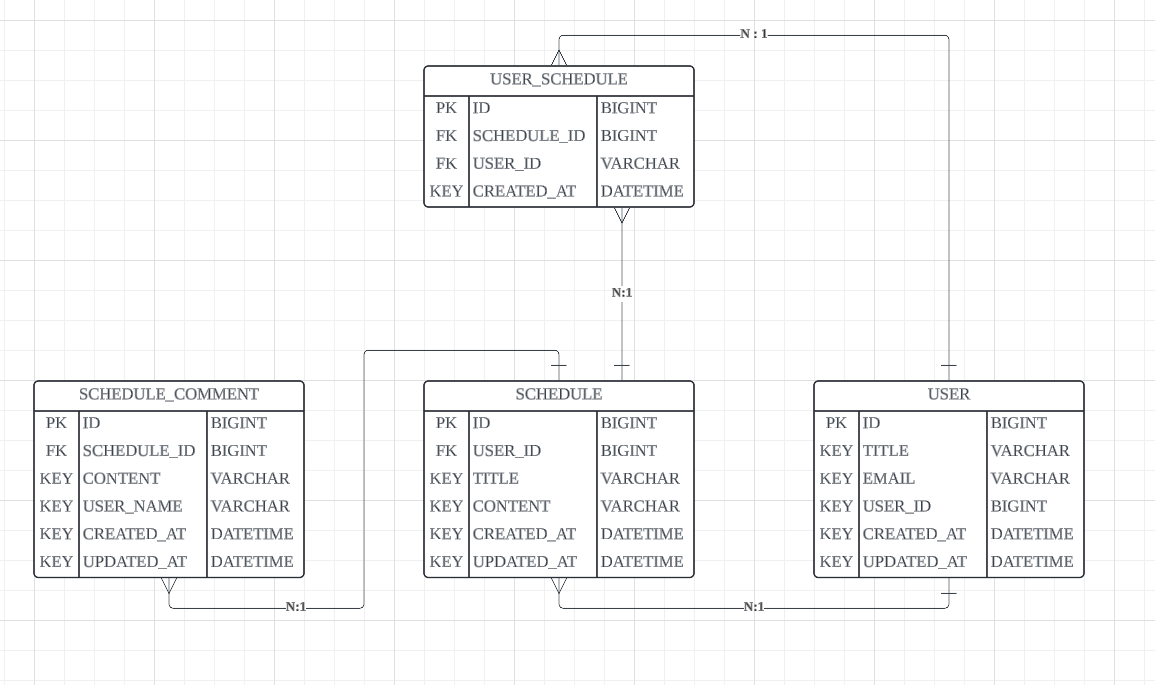 N : 1
USER_SCHEDULE
PK ID BIGINT
FK SCHEDULE_ID BIGINT
FK USER_ID VARCHAR
KEY CREATED_AT DATETIME
N:1
SCHEDULE_COMMENT
PK ID BIGINT
FK SCHEDULE_ID BIGINT
KEY CONTENT VARCHAR
KEY USER_NAME VARCHAR
KEY CREATED_AT DATETIME
KEY UPDATED_AT DATETIME
N:1
SCHEDULE
PK ID BIGINT
FK USER_ID BIGINT
KEY TITLE VARCHAR
KEY CONTENT VARCHAR
KEY CREATED_AT DATETIME
KEY UPDATED_AT DATETIME
N:1
USER
PK ID BIGINT
KEY TITLE VARCHAR
KEY EMAIL VARCHAR
KEY USER_ID BIGINT
KEY CREATED_AT DATETIME
KEY UPDATED_AT DATETIME